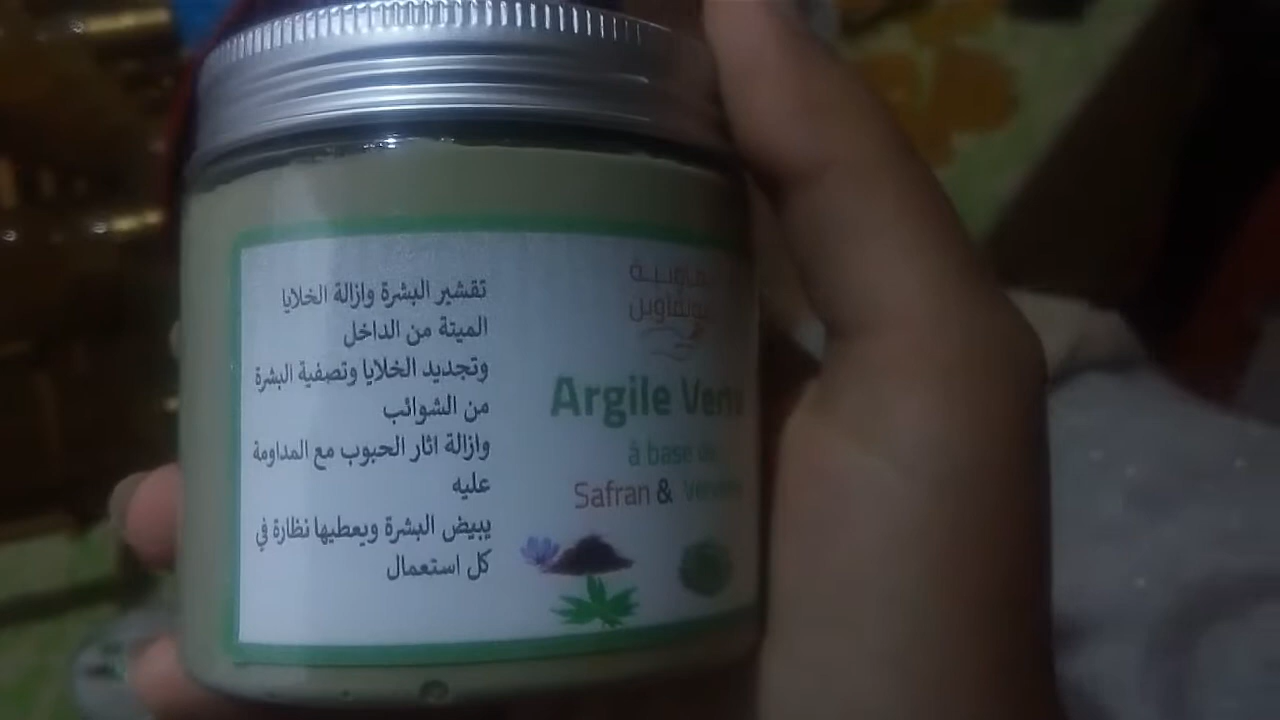 تقشير البشرة وازالة الخلايا
الميتة من الداخل
وتجديد الخلايا وتصفية البشرة
من الشوائب
وازالة اثار الحبوب مع المداومة
عليه
يبيض البشرة ويعطيها نظارة في
كل استعمال
Argile Verte
à base de
Safran &